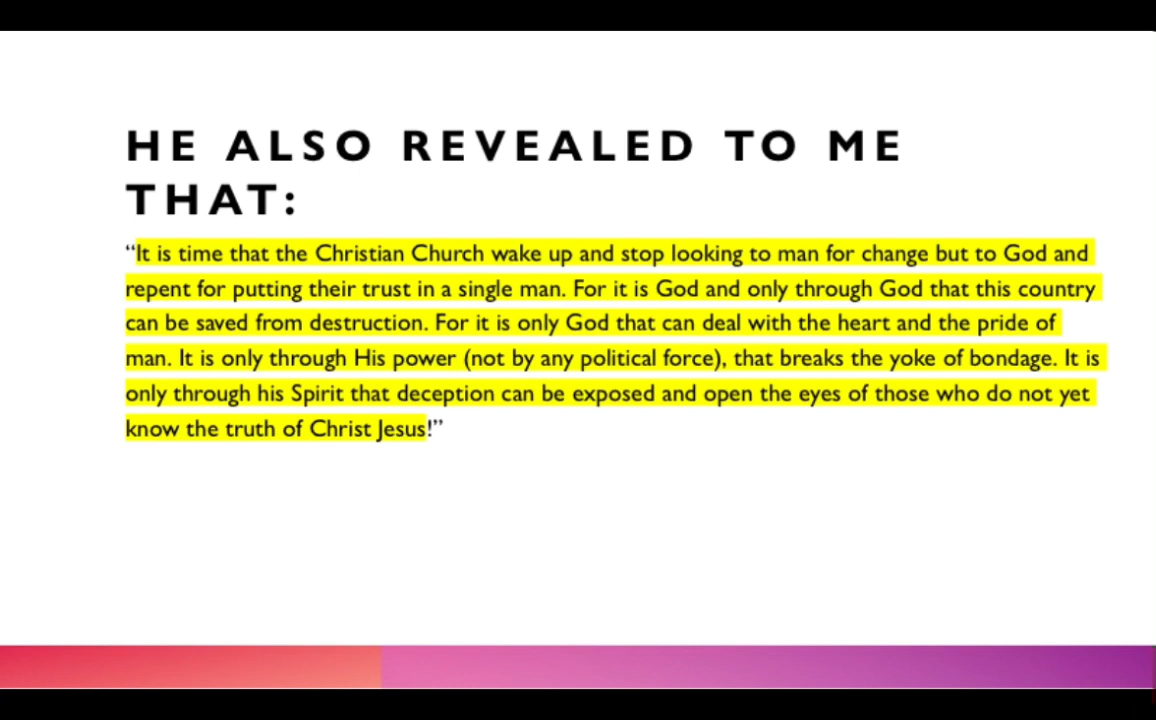 HE ALSO REVEALED TO ME
THAT:
“It is time that the Christian Church wake up and stop looking to man for change but to God and
repent for putting their trust in a single man. For it is God and only through God that this country
can be saved from destruction. For it is only God that can deal with the heart and the pride of
man. It is only through His power (not by any political force), that breaks the yoke of bondage. It is
only through his Spirit that deception can be exposed and open the eyes of those who do not yet
know the truth of Christ Jesus!”